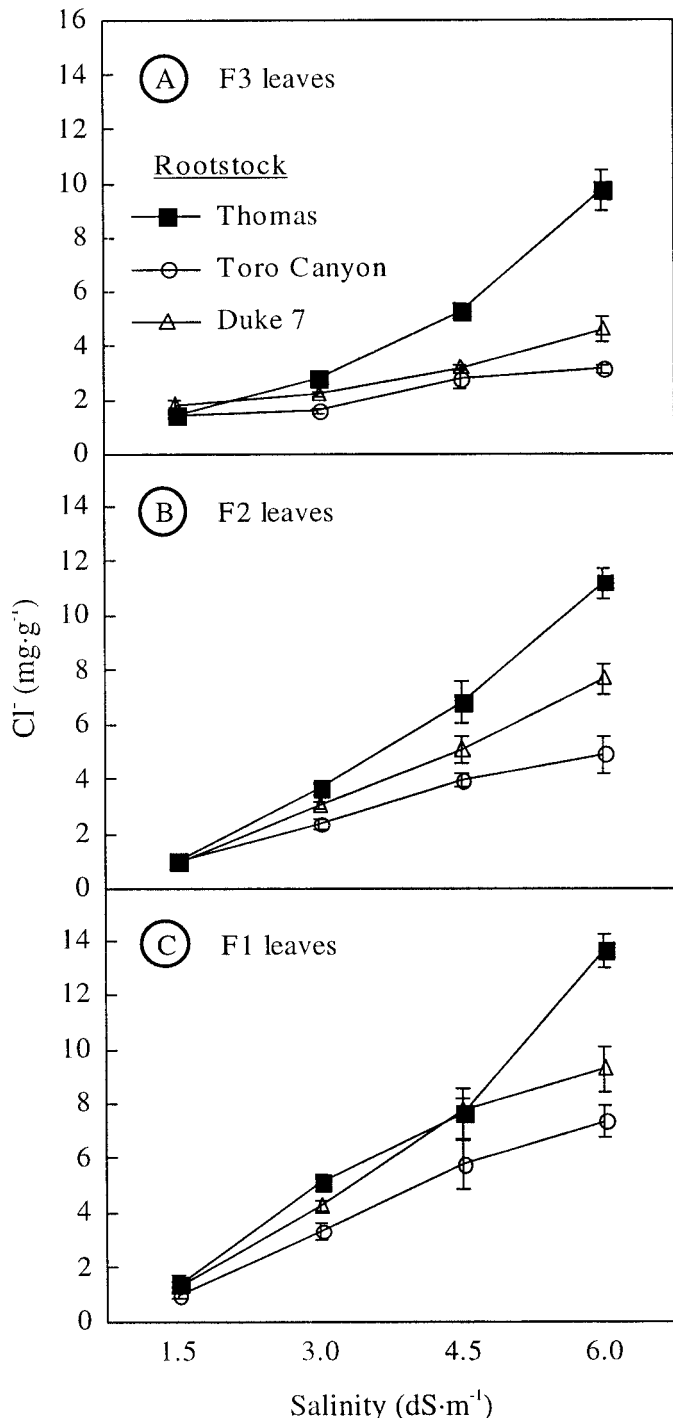 16
14
12
10
8
6
4
2
0
A F3 leaves
Rootstock
Thomas
Toro Canyon
Duke 7
14
12
10
8
6
4
2
0
B F2 leaves
Cl⁻ (mg·g⁻¹)
14
12
10
8
6
4
2
0
C F1 leaves
1.5 3.0 4.5 6.0
Salinity (dS·m⁻¹)